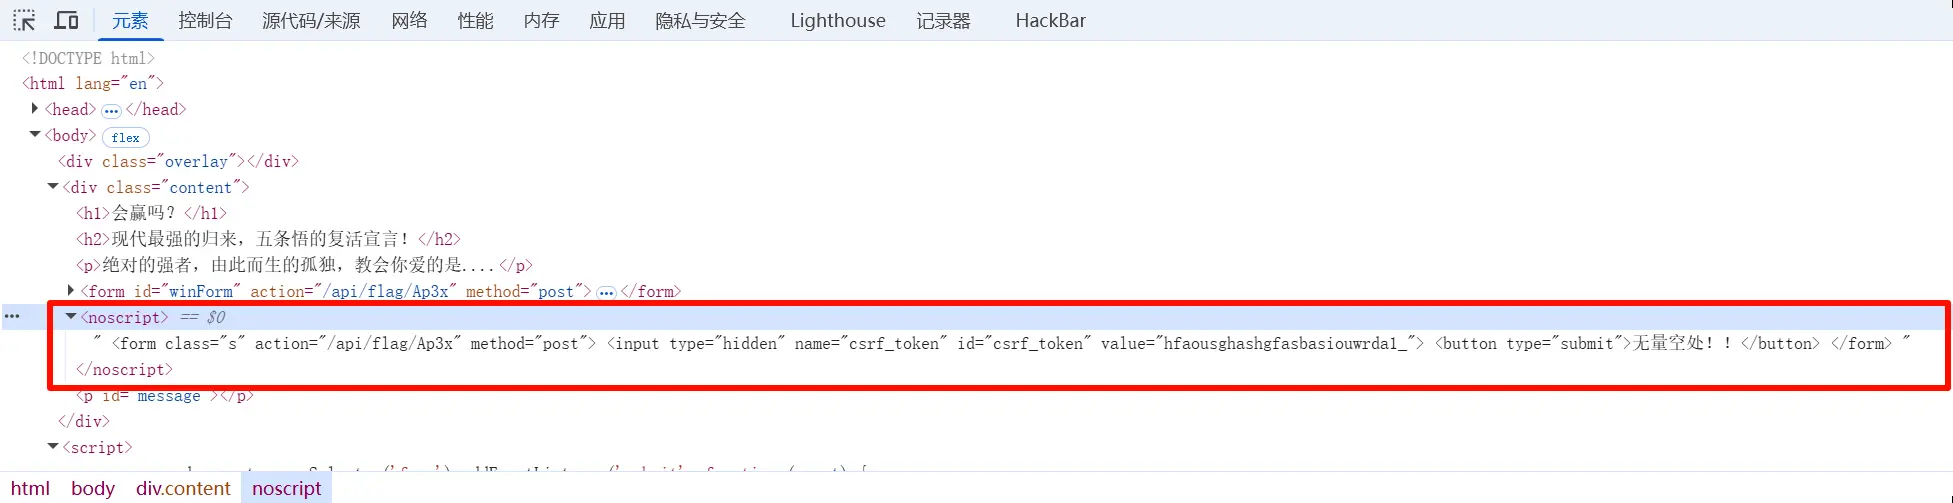 元素 控制台 源代码/来源 网络 性能 内存 应用 隐私与安全 Lighthouse 记录器 HackBar
<!DOCTYPE html>
<html lang="en">
<head> ••• </head>
<body> flex
<div class="overlay"></div>
<div class="content">
<h1>会赢吗？</h1>
<h2>现代最强的归来，五条悟的复活宣言！</h2>
<p>绝对的强者，由此而生的孤独，教会你爱的是....</p>
<form id="winForm" action="/api/flag/Ap3x" method="post"> ••• </form>
••• <noscript> == $0
" <form class="s" action="/api/flag/Ap3x" method="post"> <input type="hidden" name="csrf_token" id="csrf_token" value="hfaousghashgfasbasiouwrda1_"> <button type="submit">无量空处！！</button> </form> "
</noscript>
<p id="message"></p>
</div>
<script>
html body div.content noscript